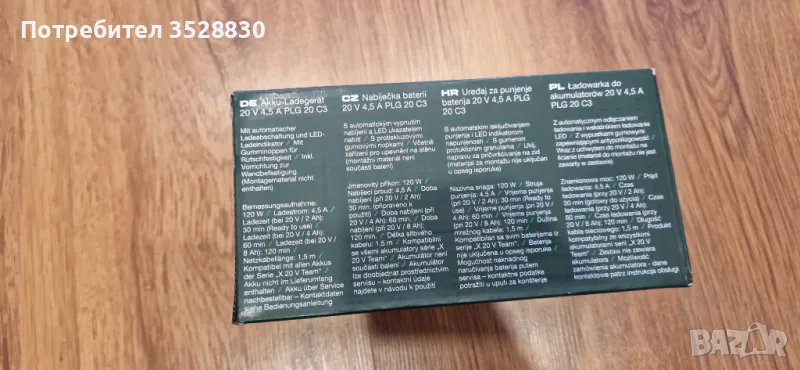 Потребител 3528830
DE Akku-Ladegerät
20 V 4,5 A PLG 20 C3
Mit automatischer
Ladeabschaltung und LED-
Ladeindikator / Mit
Gumminoppen für
Rutschfestigkeit / Inkl.
Vorrichtung zur
Wandbefestigung
(Montagematerial nicht
enthalten)
Bemessungsaufnahme:
120 W / Ladestrom: 4,5 A /
Ladezeit (bei 20 V / 2 Ah):
30 min (Ready to use) /
Ladezeit (bei 20 V / 4 Ah):
60 min / Ladezeit (bei 20 V /
8 Ah): 120 min /
Netzkabellänge: 1,5 m /
Kompatibel mit allen Akkus
der Serie „X 20 V Team“ /
Akku nicht im Lieferumfang
enthalten / Akku über Service
nachbestellbar – Kontaktdaten
siehe Bedienungsanleitung
CZ Nabíječka baterií
20 V 4,5 A PLG 20 C3
S automatickým vypnutím
nabíjení a LED ukazatelem
nabití / S protiskluzovými
gumovými nopkami / Včetně
zařízení pro upevnění na stěnu
(montážní materiál není
součástí balení)
Jmenovitý příkon: 120 W /
Nabíjecí proud: 4,5 A / Doba
nabíjení (při 20 V / 2 Ah):
30 min. (připraveno k
použití) / Doba nabíjení (při
20 V / 4 Ah): 60 min. / Doba
nabíjení (při 20 V / 8 Ah):
120 min. / Délka síťového
kabelu: 1,5 m / Kompatibilní
se všemi akumulátory série „X
20 V Team“ / Akumulátor není
součástí balení / Akumulátor
lze doobjednat prostřednictvím
servisu – kontaktní údaje
najdete v návodu k použití
HR Uređaj za punjenje
baterija 20 V 4,5 A PLG
20 C3
S automatskim isključivanjem
punjenja i LED indikatorom
napunjenosti / S gumenim
protukliznim granulama / Uklj.
napravu za pričvršćivanje na zid
(materijal za montažu nije uključen
u opseg isporuke)
Nazivna snaga: 120 W / Struja
punjenja: 4,5 A / Vrijeme
punjenja (pri 20 V / 2 Ah):
30 min (Ready to use) /
Vrijeme punjenja (pri 20 V /
4 Ah): 60 min / Vrijeme punjenja
(pri 20 V / 8 Ah): 120 min / Dužina
mrežnog kabela: 1,5 m /
Kompatibilan sa svim baterijama iz
serije „X 20 V Team“ / Baterija
nije uključena u opseg isporuke /
Mogućnost naknadnog
naručivanja baterija putem
servisa – kontaktne podatke
potražiti u uputi za korištenje
PL Ładowarka do
akumulatorów 20 V 4,5 A
PLG 20 C3
Z automatycznym odłączaniem
ładowania i wskaźnikiem ładowania
LED / Z wypustkami gumowymi
zapewniającymi antypoślizgowość /
Wraz z uchwytem do montażu na
ścianie (materiał do montażu nie jest
zawarty w zestawie)
Znamionowa moc: 120 W / Prąd
ładowania: 4,5 A / Czas
ładowania (przy 20 V / 2 Ah):
30 min (gotowy do użycia) / Czas
ładowania (przy 20 V / 4 Ah):
60 min / Czas ładowania (przy
20 V / 8 Ah): 120 min / Długość
kabla sieciowego: 1,5 m / Produkt
kompatybilny ze wszystkimi
akumulatorami serii „X 20 V
Team“ / Zestaw nie zawiera
akumulatora / Możliwość
zamówienia akumulatora – dane
kontaktowe patrz instrukcja obsługi
BAZAR